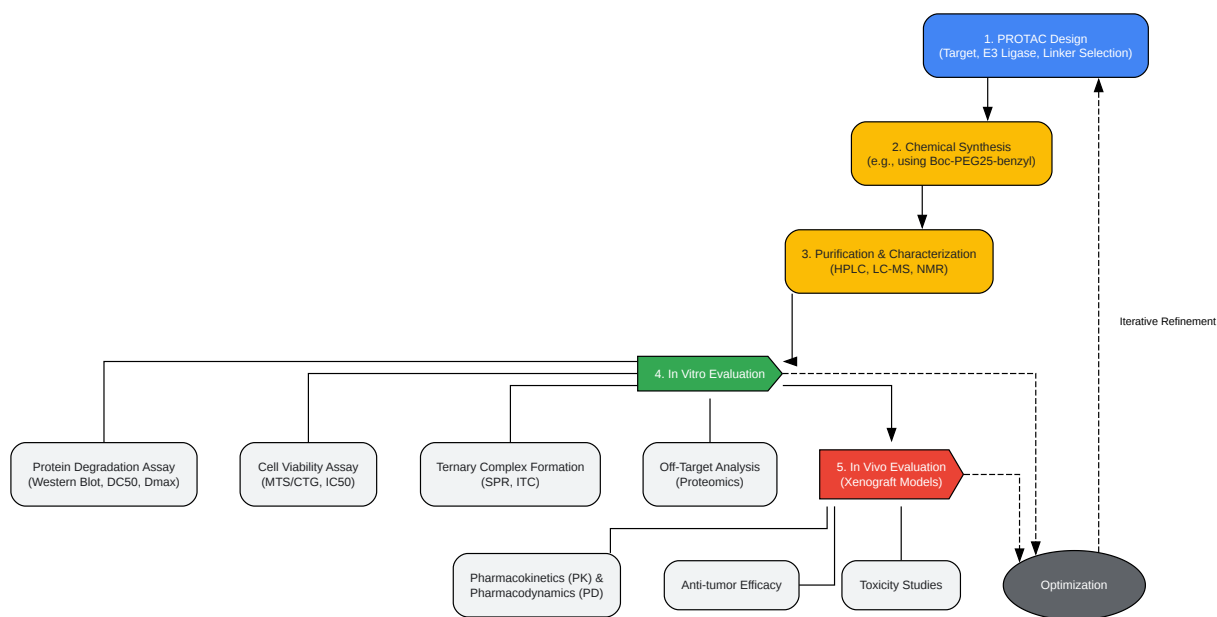 1. PROTAC Design
(Target, E3 Ligase, Linker Selection)
2. Chemical Synthesis
(e.g., using Boc-PEG25-benzyl)
3. Purification & Characterization
(HPLC, LC-MS, NMR)
Iterative Refinement
4. In Vitro Evaluation
Protein Degradation Assay
(Western Blot, DC50, Dmax)
Cell Viability Assay
(MTS/CTG, IC50)
Ternary Complex Formation
(SPR, ITC)
Off-Target Analysis
(Proteomics)
5. In Vivo Evaluation
(Xenograft Models)
Pharmacokinetics (PK) &
Pharmacodynamics (PD)
Anti-tumor Efficacy
Toxicity Studies
Optimization